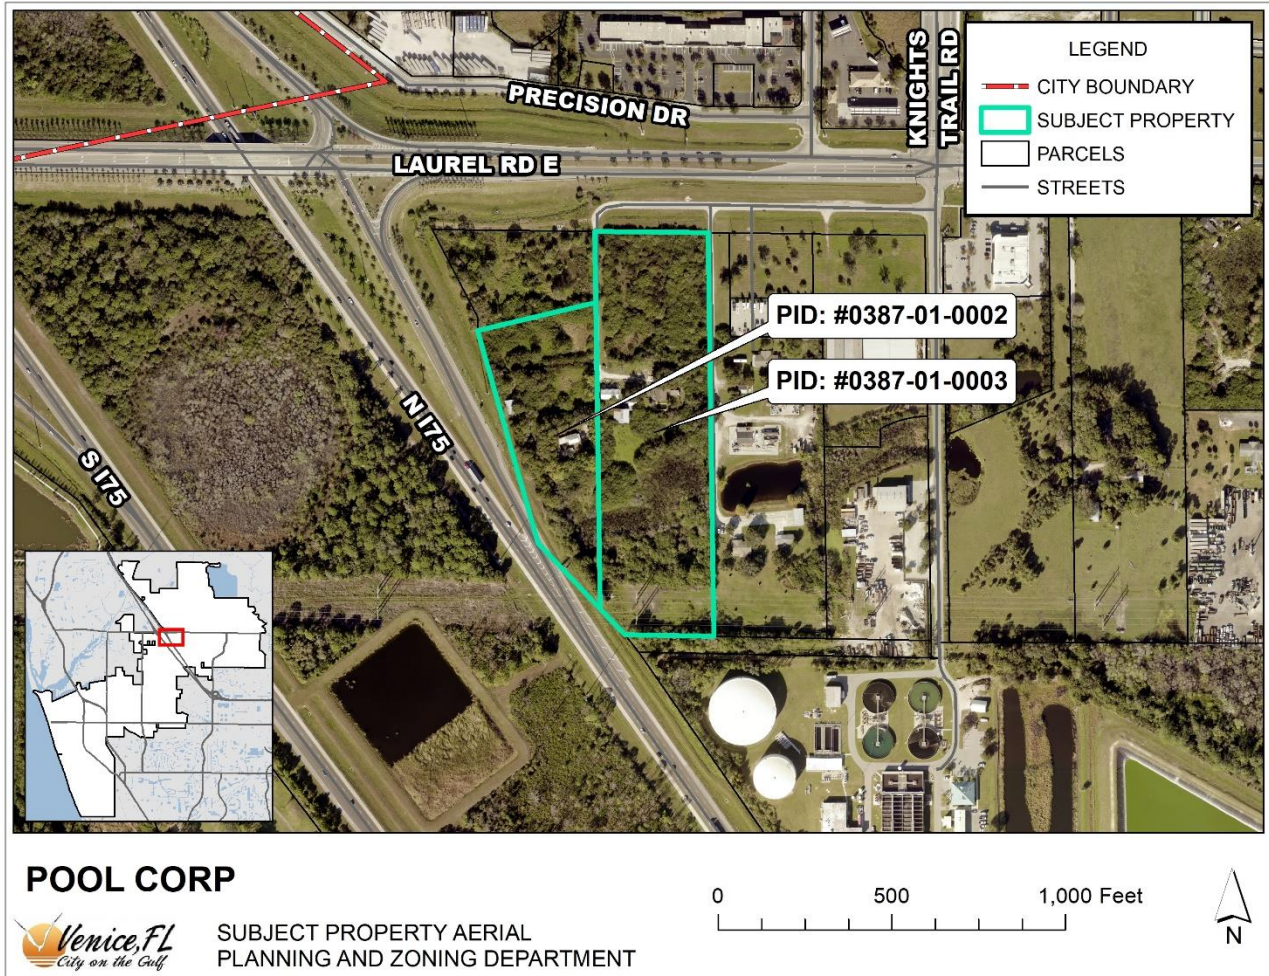 KNIGHTS
TRAIL RD
LEGEND
CITY BOUNDARY
SUBJECT PROPERTY
PARCELS
STREETS
PRECISION DR
LAUREL RD E
PID: #0387-01-0002
PID: #0387-01-0003
N I75
S I75
POOL CORP
Venice, FL
City on the Gulf
SUBJECT PROPERTY AERIAL
PLANNING AND ZONING DEPARTMENT
0 500 1,000 Feet
N